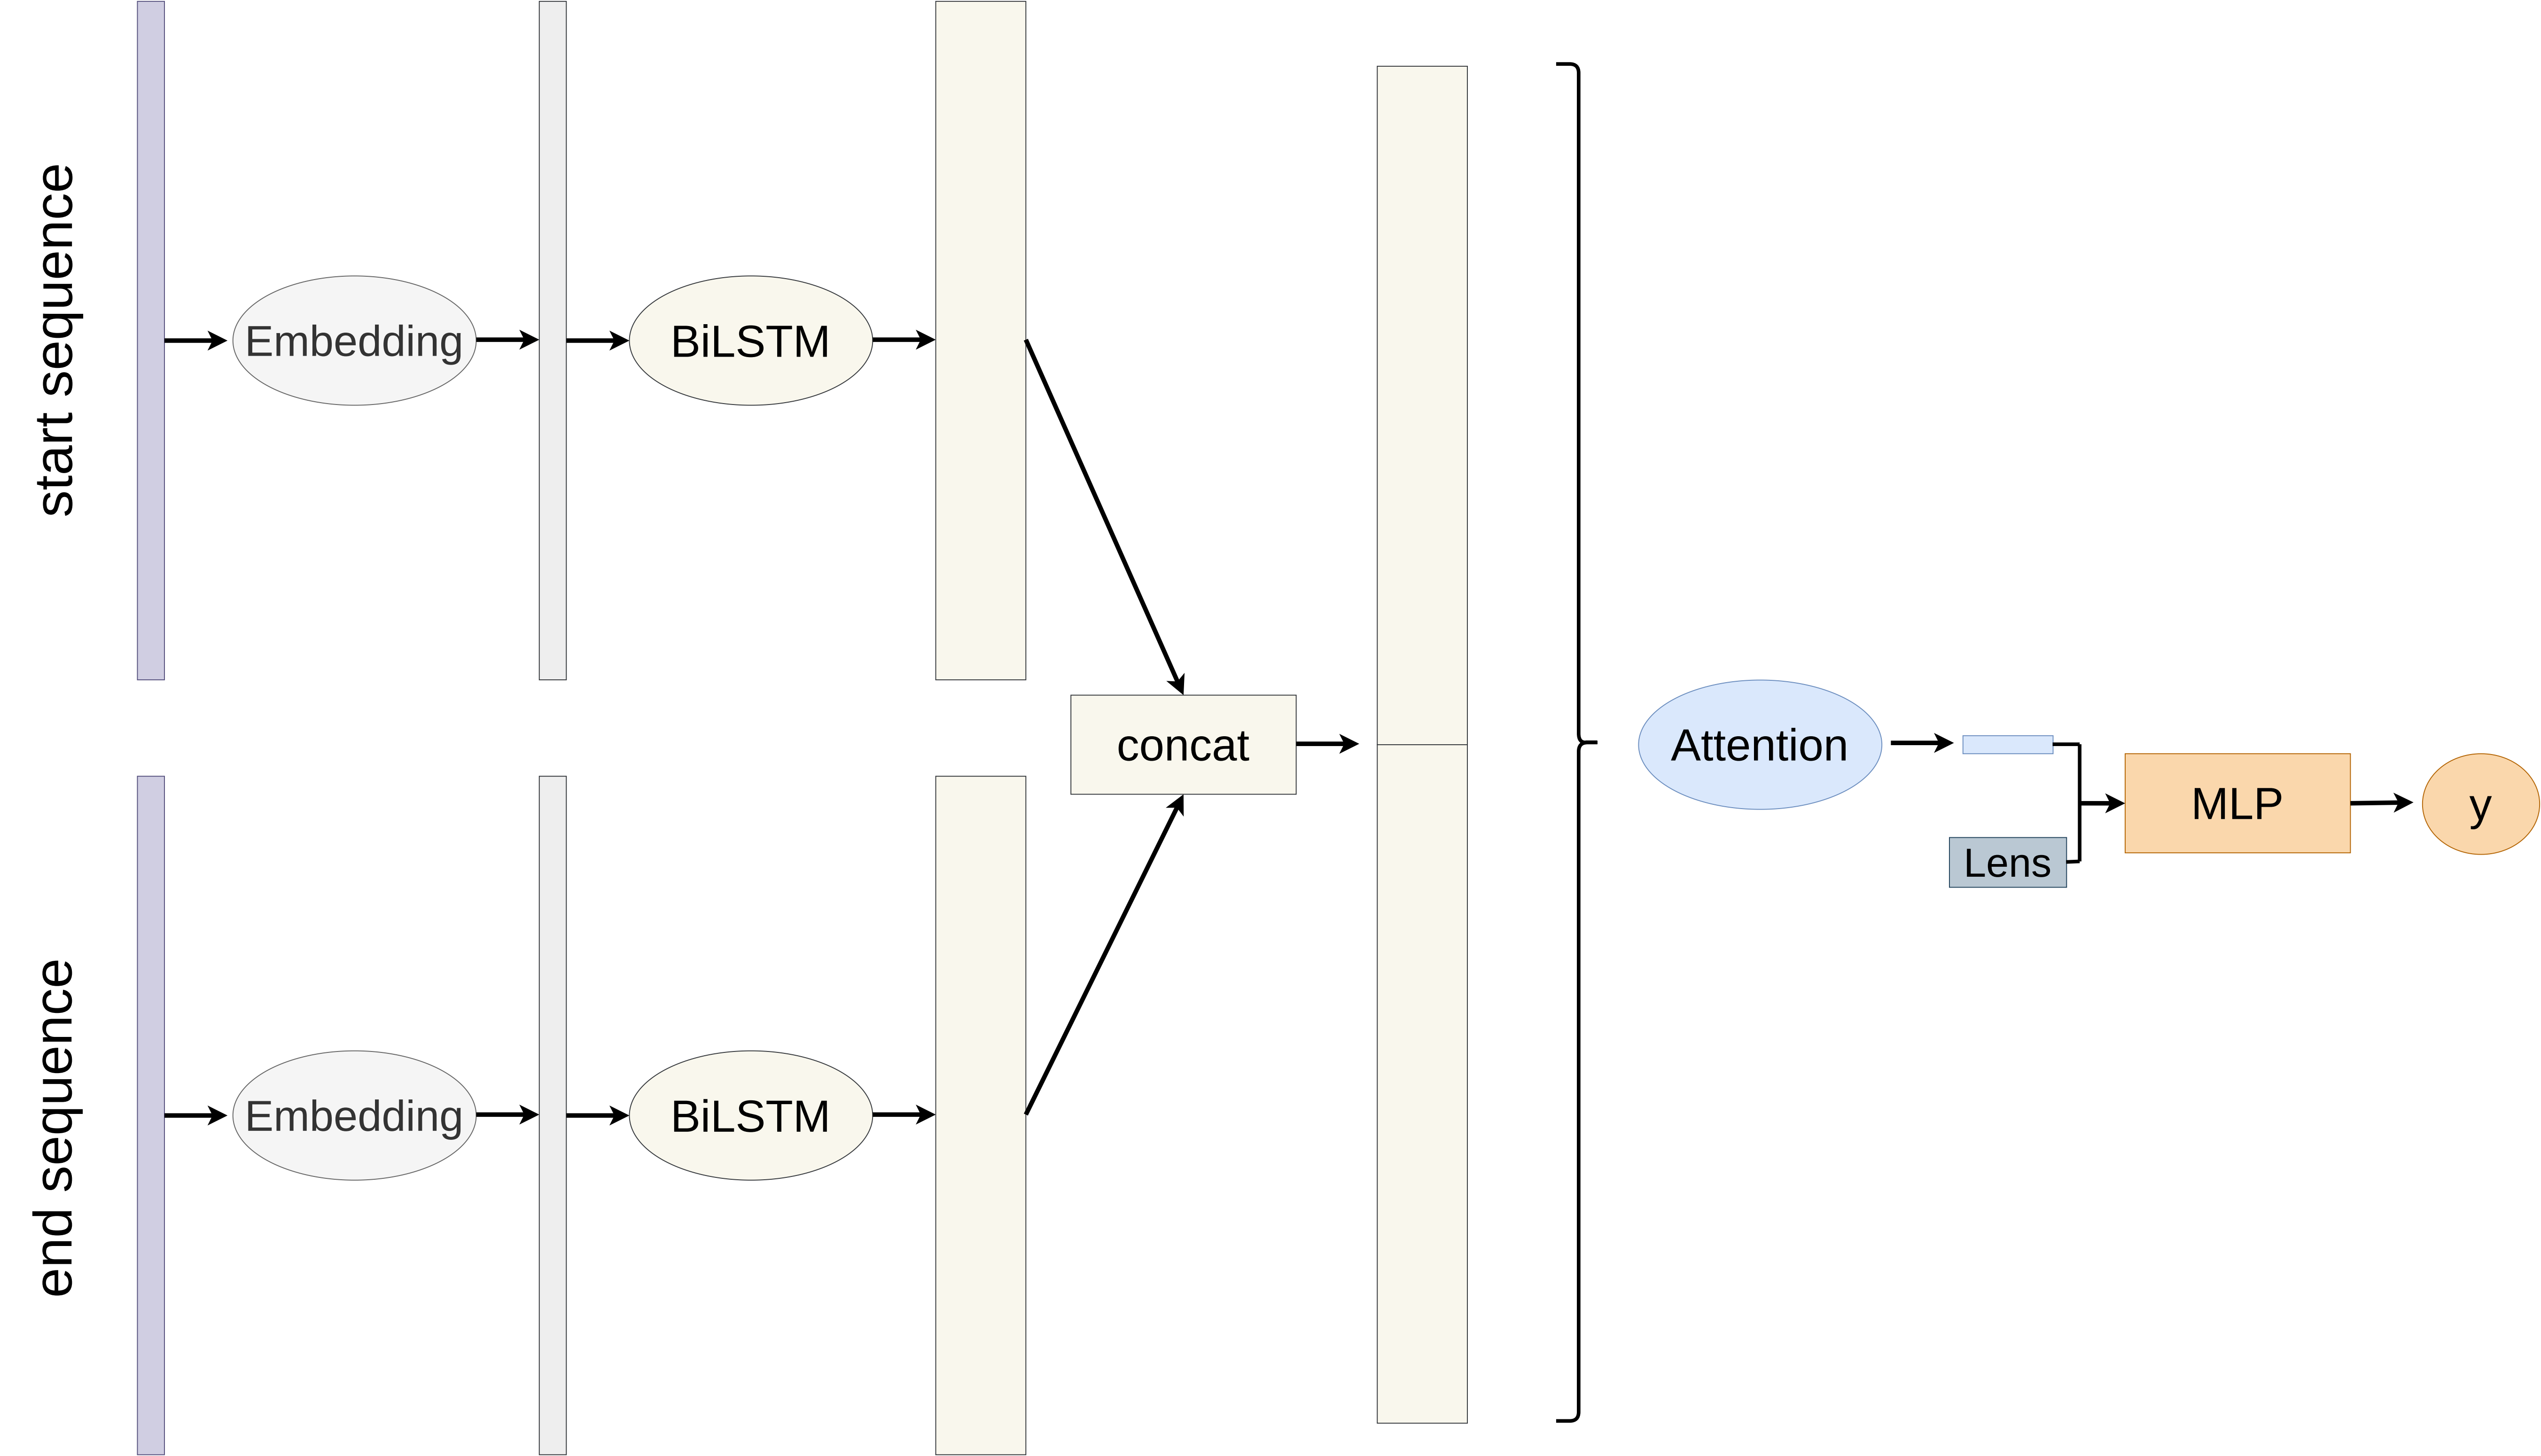 start sequence
Embedding
BiLSTM
concat
Attention
Lens
MLP
y
end sequence
Embedding
BiLSTM